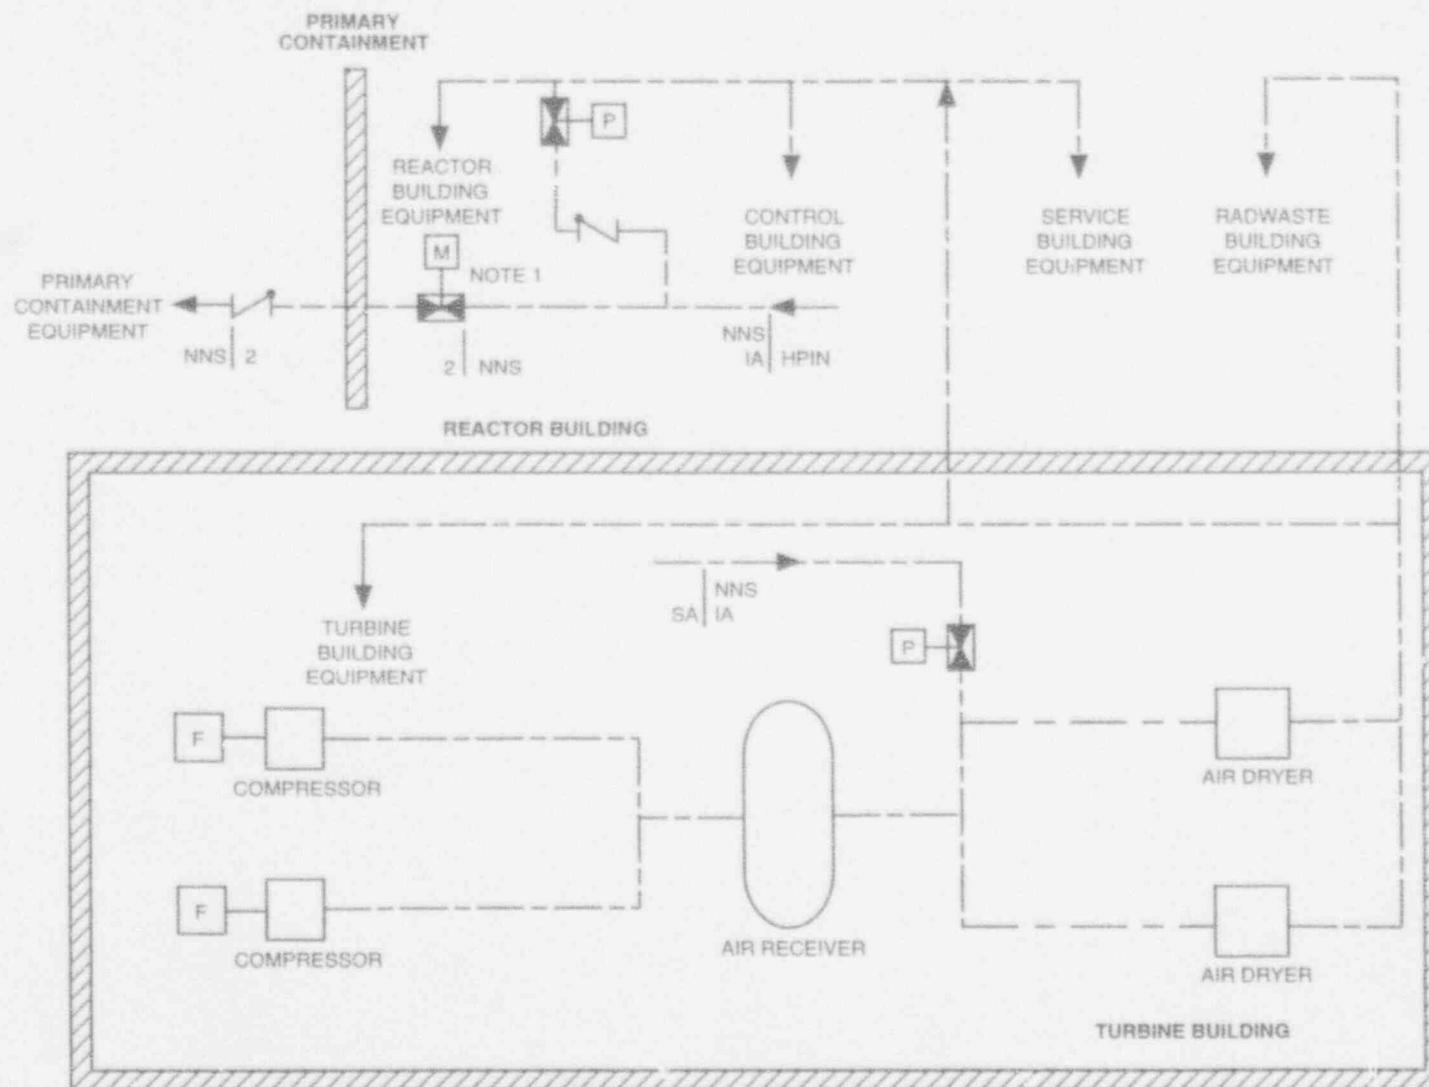 PRIMARY
CONTAINMENT
P
REACTOR
BUILDING
EQUIPMENT
CONTROL
BUILDING
EQUIPMENT
SERVICE
BUILDING
EQUIPMENT
RADWASTE
BUILDING
EQUIPMENT
M
NOTE 1
PRIMARY
CONTAINMENT
EQUIPMENT
NNS 2
2 NNS
NNS
IA HPIN
REACTOR BUILDING
NNS
SA IA
TURBINE
BUILDING
EQUIPMENT
P
F
COMPRESSOR
AIR DRYER
F
COMPRESSOR
AIR RECEIVER
AIR DRYER
TURBINE BUILDING